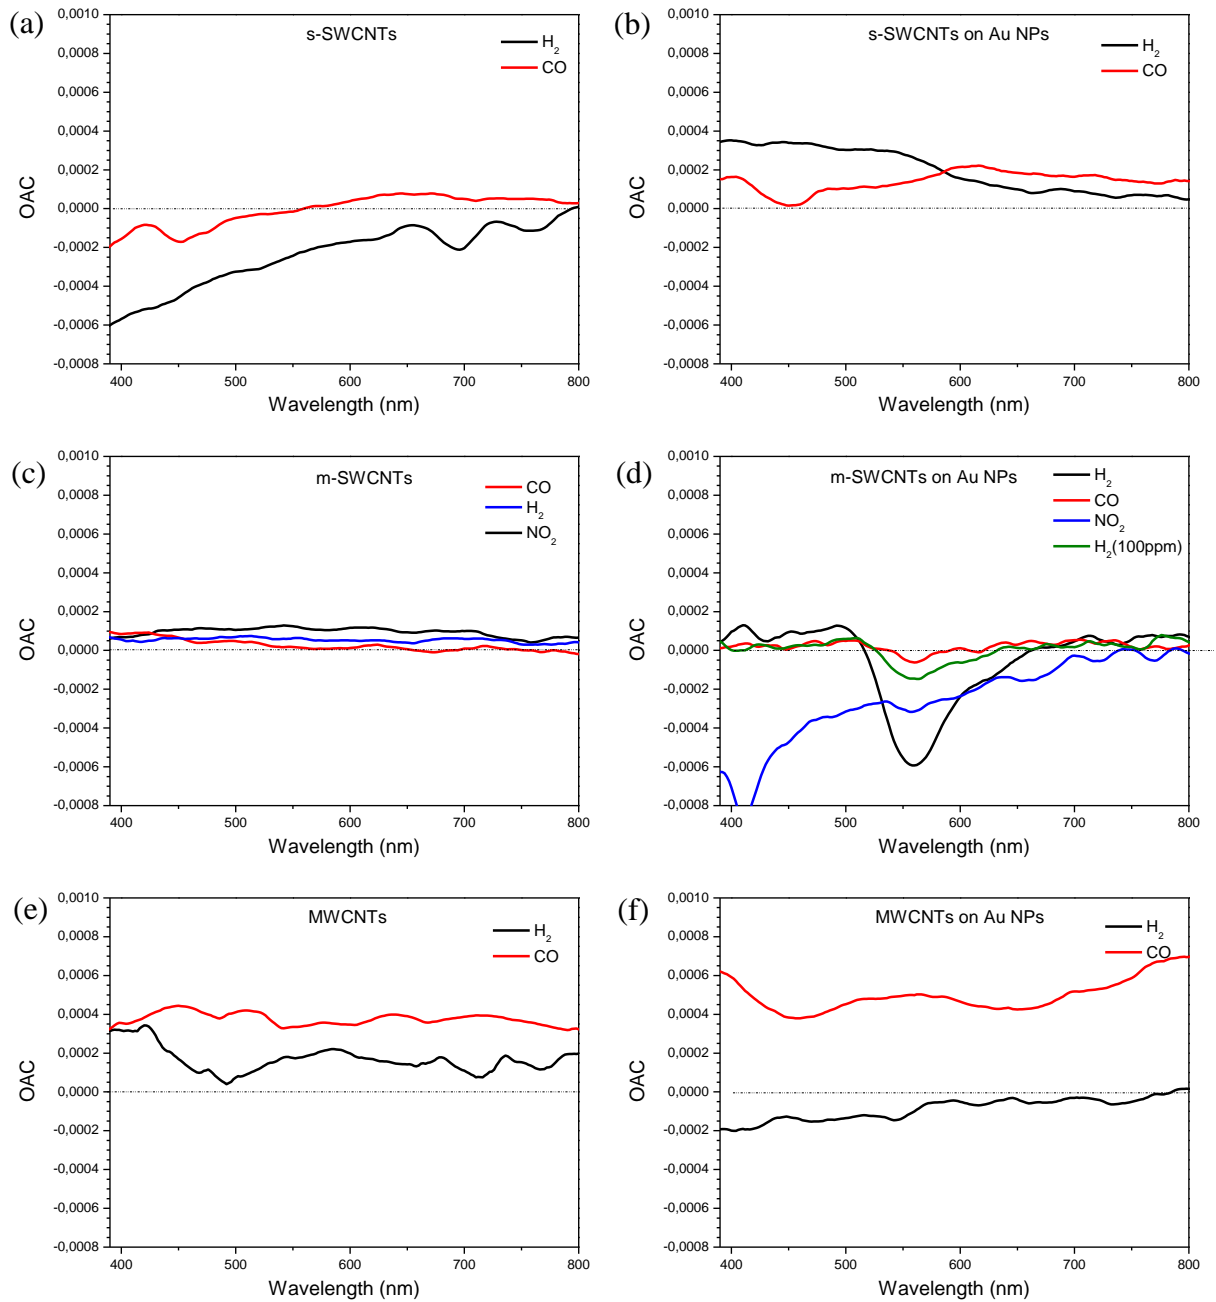 (a)
s-SWCNTs
H2
CO
0,0010
0,0008
0,0006
0,0004
0,0002
0,0000
-0,0002
-0,0004
-0,0006
-0,0008
OAC
400 500 600 700 800
Wavelength (nm)
(b)
s-SWCNTs on Au NPs
H2
CO
0,0010
0,0008
0,0006
0,0004
0,0002
0,0000
-0,0002
-0,0004
-0,0006
-0,0008
OAC
400 500 600 700 800
Wavelength (nm)
(c)
m-SWCNTs
CO
H2
NO2
0,0010
0,0008
0,0006
0,0004
0,0002
0,0000
-0,0002
-0,0004
-0,0006
-0,0008
OAC
400 500 600 700 800
Wavelength (nm)
(d)
m-SWCNTs on Au NPs
H2
CO
NO2
H2(100ppm)
0,0010
0,0008
0,0006
0,0004
0,0002
0,0000
-0,0002
-0,0004
-0,0006
-0,0008
OAC
400 500 600 700 800
Wavelength (nm)
(e)
MWCNTs
H2
CO
0,0010
0,0008
0,0006
0,0004
0,0002
0,0000
-0,0002
-0,0004
-0,0006
-0,0008
OAC
400 500 600 700 800
Wavelength (nm)
(f)
MWCNTs on Au NPs
H2
CO
0,0010
0,0008
0,0006
0,0004
0,0002
0,0000
-0,0002
-0,0004
-0,0006
-0,0008
OAC
400 500 600 700 800
Wavelength (nm)